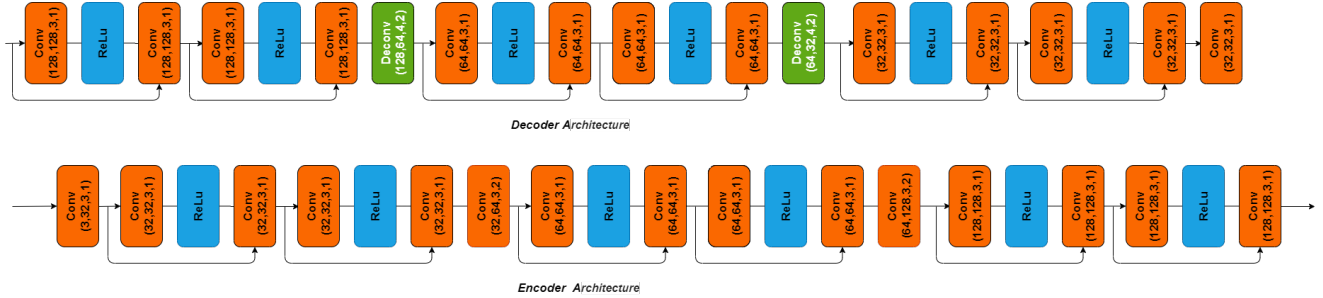 Conv
(128,128,3,1)
ReLu
Conv
(128,128,3,1)
Conv
(128,128,3,1)
ReLu
Conv
(128,128,3,1)
Deconv
(128,64,4,2)
Conv
(64,64,3,1)
ReLu
Conv
(64,64,3,1)
Conv
(64,64,3,1)
ReLu
Conv
(64,64,3,1)
Deconv
(64,32,4,2)
Conv
(32,32,3,1)
ReLu
Conv
(32,32,3,1)
Conv
(32,32,3,1)
ReLu
Conv
(32,32,3,1)
Conv
(32,32,3,1)
Decoder Architecture
Conv
(3,32,3,1)
Conv
(32,32,3,1)
ReLu
Conv
(32,32,3,1)
Conv
(32,32,3,1)
ReLu
Conv
(32,32,3,1)
Conv
(32,64,3,2)
Conv
(64,64,3,1)
ReLu
Conv
(64,64,3,1)
Conv
(64,64,3,1)
ReLu
Conv
(64,64,3,1)
Conv
(64,128,3,2)
Conv
(128,128,3,1)
ReLu
Conv
(128,128,3,1)
Conv
(128,128,3,1)
ReLu
Conv
(128,128,3,1)
Encoder Architecture